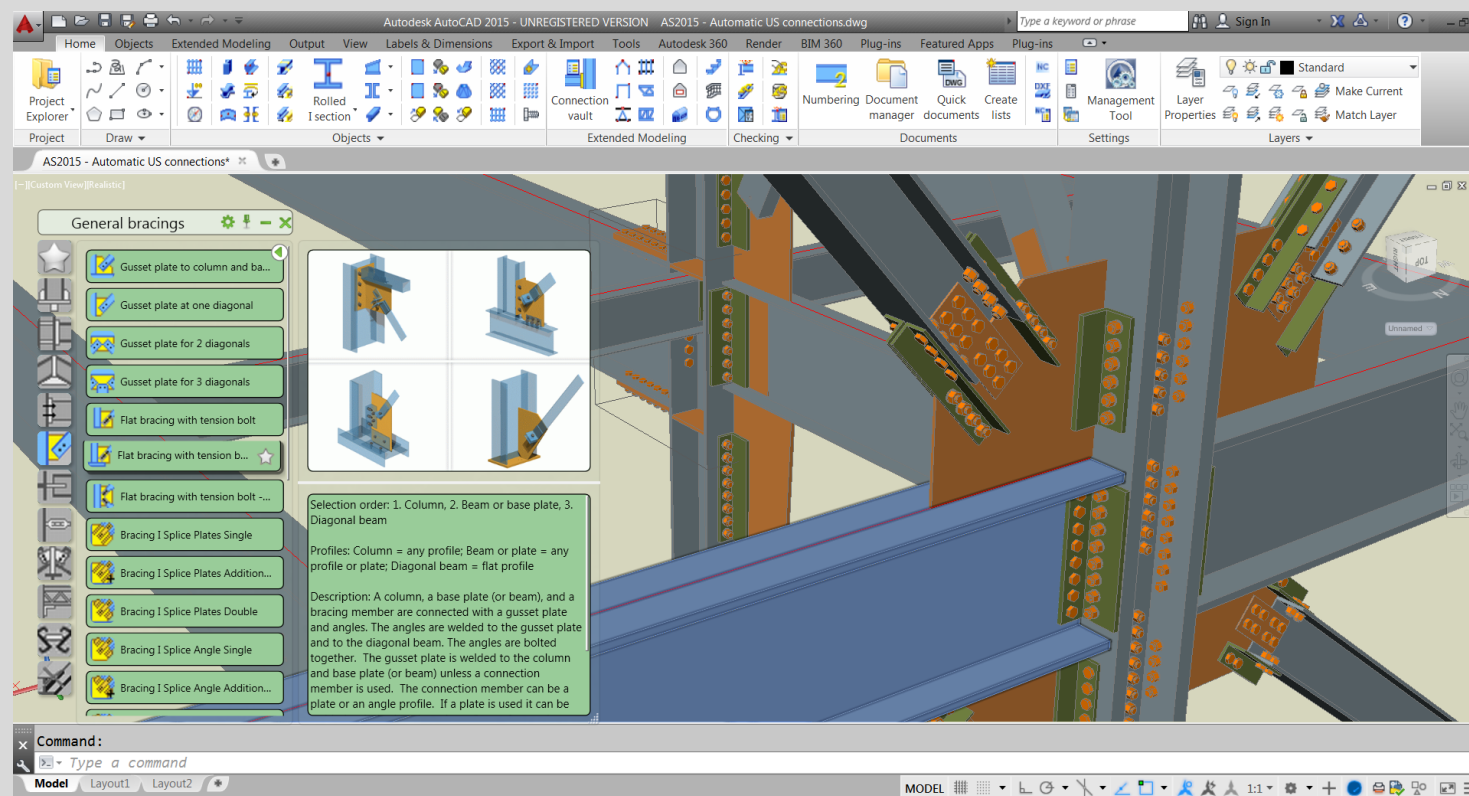 Autodesk AutoCAD 2015 - UNREGISTERED VERSION AS2015 - Automatic US connections.dwg
Type a keyword or phrase
Sign In
Home Objects Extended Modeling Output View Labels & Dimensions Export & Import Tools Autodesk 360 Render BIM 360 Plug-ins Featured Apps Plug-ins
Project
Explorer
Rolled
I section
Connection
vault
Numbering
Document
manager
DWG
Quick
documents
Create
lists
NC
DXF
Management
Tool
Layer
Properties
Standard
Make Current
Match Layer
Project Draw Objects Extended Modeling Checking Documents Settings Layers
AS2015 - Automatic US connections*
[−][Custom View][Realistic]
General bracings
Gusset plate to column and ba...
Gusset plate at one diagonal
Gusset plate for 2 diagonals
Gusset plate for 3 diagonals
Flat bracing with tension bolt
Flat bracing with tension b...
Flat bracing with tension bolt -...
Bracing I Splice Plates Single
Bracing I Splice Plates Addition...
Bracing I Splice Plates Double
Bracing I Splice Angle Single
Bracing I Splice Angle Addition...
Selection order: 1. Column, 2. Beam or base plate, 3.
Diagonal beam
Profiles: Column = any profile; Beam or plate = any
profile or plate; Diagonal beam = flat profile
Description: A column, a base plate (or beam), and a
bracing member are connected with a gusset plate
and angles. The angles are welded to the gusset plate
and to the diagonal beam. The angles are bolted
together. The gusset plate is welded to the column
and base plate (or beam) unless a connection
member is used. The connection member can be a
plate or an angle profile. If a plate is used it can be
TOP
RIGHT
E
N
Unnamed
Command:
Type a command
Model Layout1 Layout2
MODEL
1:1